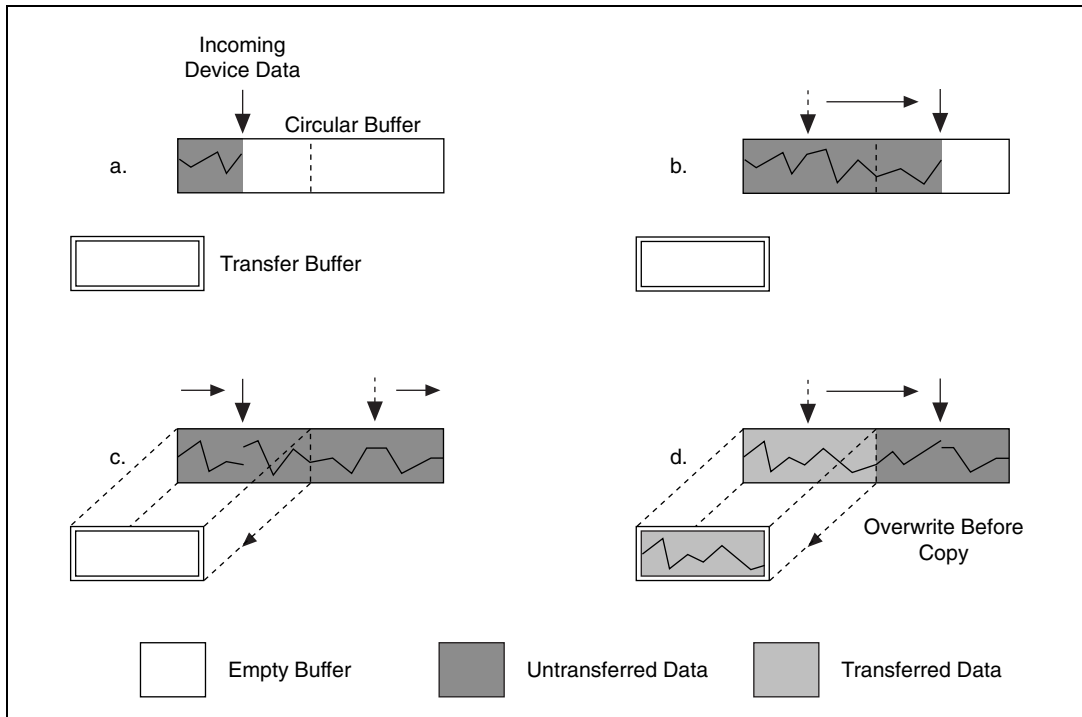 Incoming
Device Data
Circular Buffer
a.
b.
Transfer Buffer
c.
d.
Overwrite Before
Copy
Empty Buffer
Untransferred Data
Transferred Data